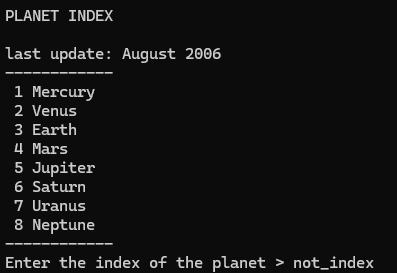 PLANET INDEX
last update: August 2006
------------
1 Mercury
2 Venus
3 Earth
4 Mars
5 Jupiter
6 Saturn
7 Uranus
8 Neptune
------------
Enter the index of the planet > not_index